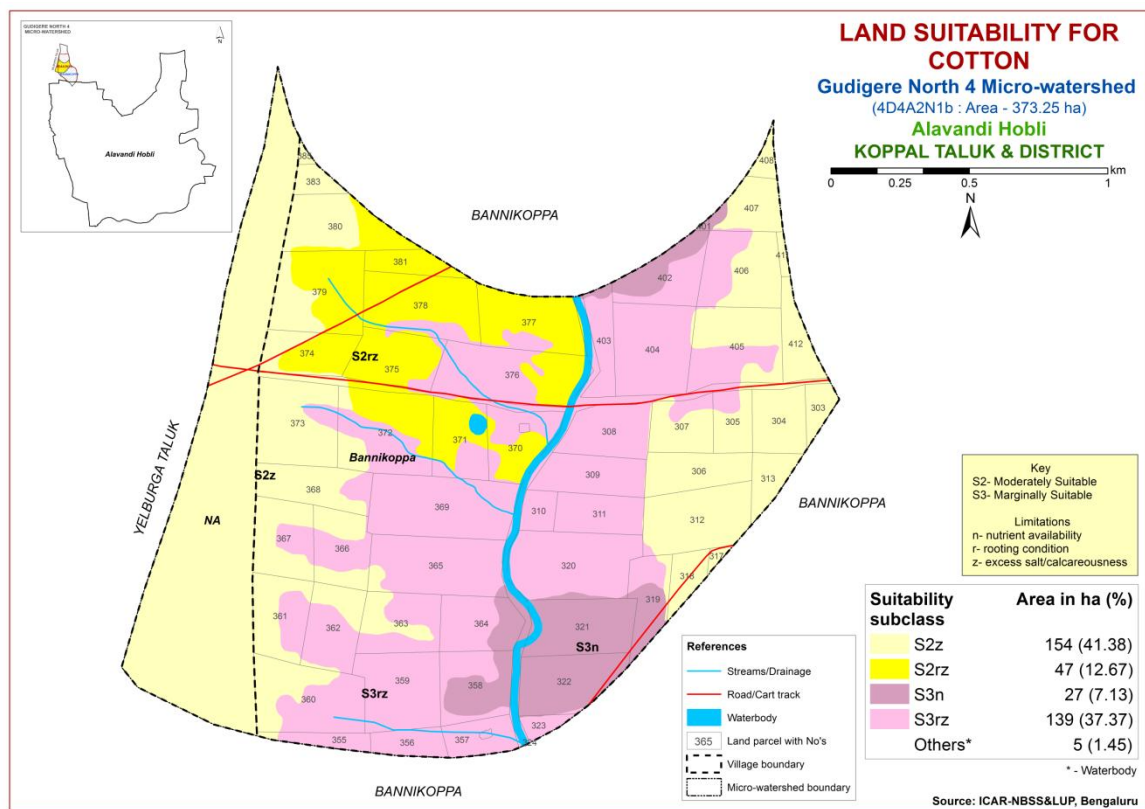 GUDIGERE NORTH 4
MICRO-WATERSHED
N
Alavandi Hobli
LAND SUITABILITY FOR
COTTON
Gudigere North 4 Micro-watershed
(4D4A2N1b : Area - 373.25 ha)
Alavandi Hobli
KOPPAL TALUK & DISTRICT
km
0 0.25 0.5 1
N
BANNIKOPPA
383
408
407
380
402
406
381
379
378
377
403
404
405
412
374
S2rz
375
376
303
373
372
371
370
308
307
305
304
Bannikoppa
S2z
309
306
313
368
369
310
311
312
BANNIKOPPA
YELBURGA TALUK
NA
367
366
365
320
317
316
319
361
362
363
364
321
S3n
359
358
322
S3rz
360
323
355
356
357
BANNIKOPPA
Key
S2- Moderately Suitable
S3- Marginally Suitable
Limitations
n- nutrient availability
r- rooting condition
z- excess salt/calcareousness
Suitability subclass Area in ha (%)
S2z 154 (41.38)
S2rz 47 (12.67)
S3n 27 (7.13)
S3rz 139 (37.37)
Others* 5 (1.45)
* - Waterbody
References
Streams/Drainage
Road/Cart track
Waterbody
365 Land parcel with No's
Village boundary
Micro-watershed boundary
Source: ICAR-NBSS&LUP, Bengaluru